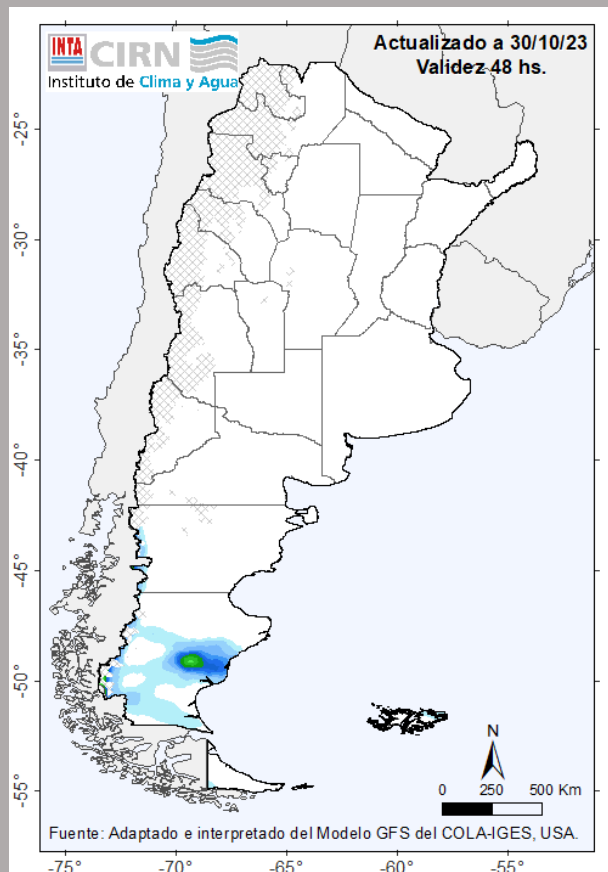 INTA CIRN
Instituto de Clima y Agua
Actualizado a 30/10/23
Validez 48 hs.
-25°
-30°
-35°
-40°
-45°
-50°
-55°
N
0 250 500 Km
Fuente: Adaptado e interpretado del Modelo GFS del COLA-IGES, USA.
-75° -70° -65° -60° -55°